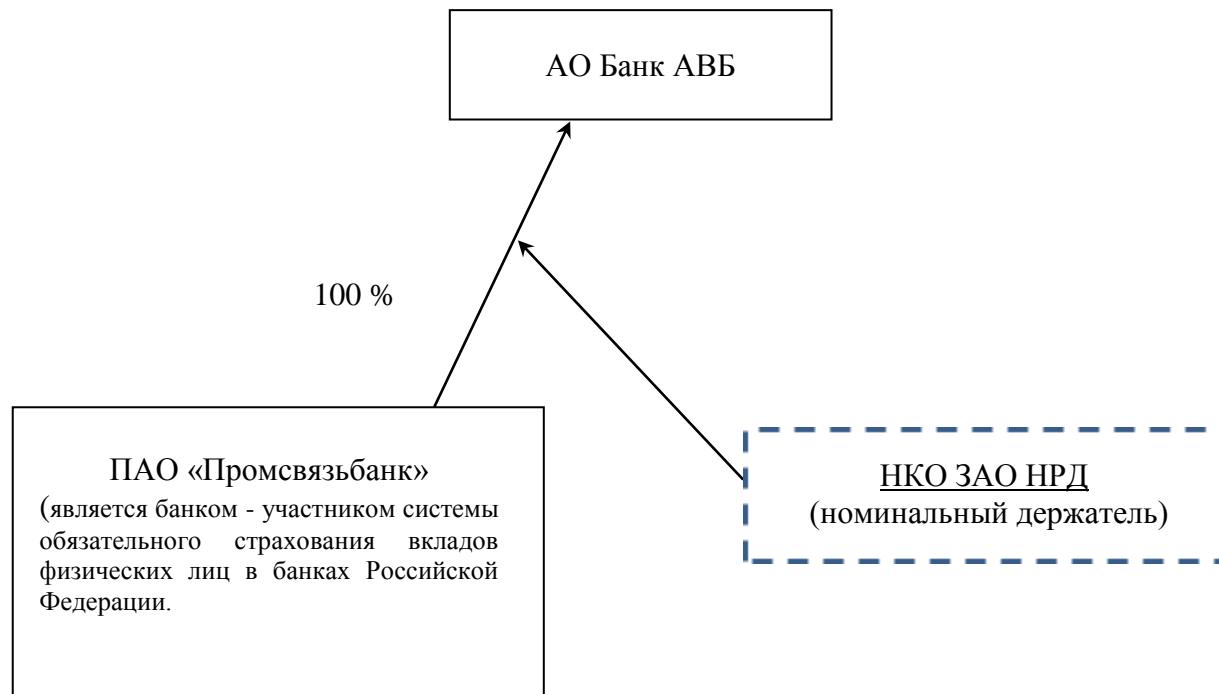 АО Банк АВБ
100 %
ПАО «Промсвязьбанк»
(является банком - участником системы
обязательного страхования вкладов
физических лиц в банках Российской
Федерации.
НКО ЗАО НРД
(номинальный держатель)